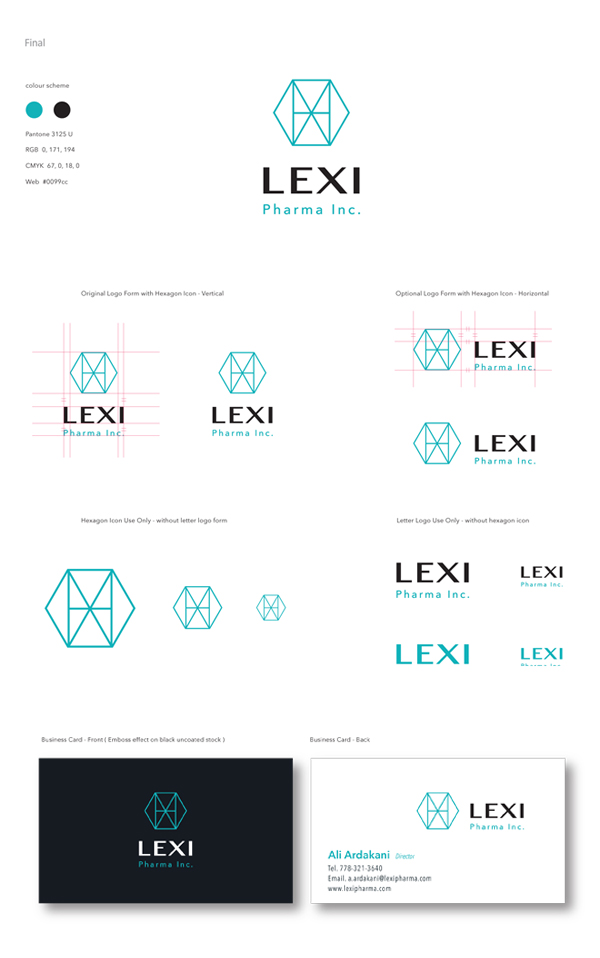 Final
colour scheme
Pantone 3125 U
RGB 0, 171, 194
CMYK 67, 0, 18, 0
Web #0099cc
LEXI
Pharma Inc.
Original Logo Form with Hexagon Icon - Vertical
Optional Logo Form with Hexagon Icon - Horizontal
LEXI
Pharma Inc.
LEXI
Pharma Inc.
LEXI
Pharma Inc.
LEXI
Pharma Inc.
Hexagon Icon Use Only - without letter logo form
Letter Logo Use Only - without hexagon icon
LEXI
Pharma Inc.
LEXI
Pharma Inc.
LEXI
LEXI
Business Card - Front ( Emboss effect on black uncoated stock )
Business Card - Back
LEXI
Pharma Inc.
LEXI
Pharma Inc.
Ali Ardakani Director
Tel. 778-321-3640
Email. a.ardakani@lexipharma.com
www.lexipharma.com